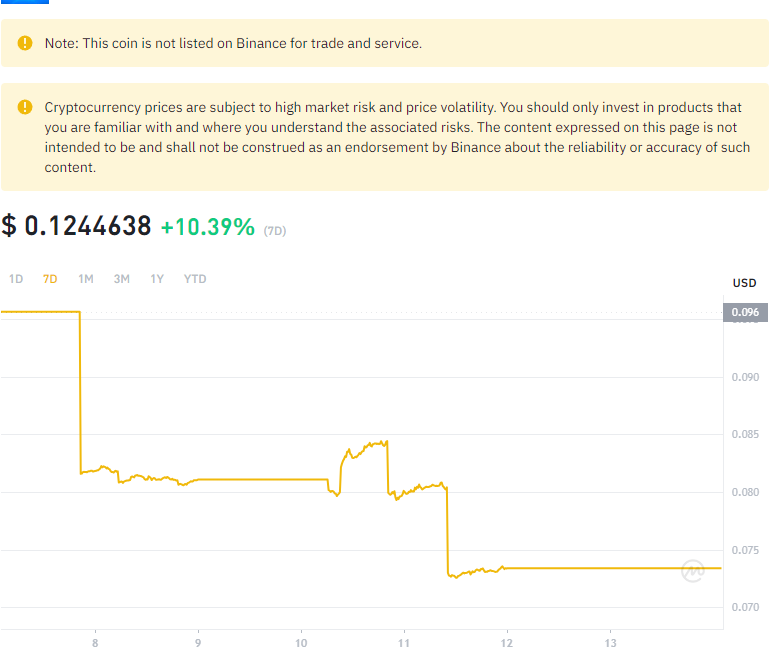 Note: This coin is not listed on Binance for trade and service.
Cryptocurrency prices are subject to high market risk and price volatility. You should only invest in products that
you are familiar with and where you understand the associated risks. The content expressed on this page is not
intended to be and shall not be construed as an endorsement by Binance about the reliability or accuracy of such
content.
$ 0.1244638 +10.39% (7D)
1D 7D 1M 3M 1Y YTD
USD
0.096
0.090
0.085
0.080
0.075
0.070
8 9 10 11 12 13